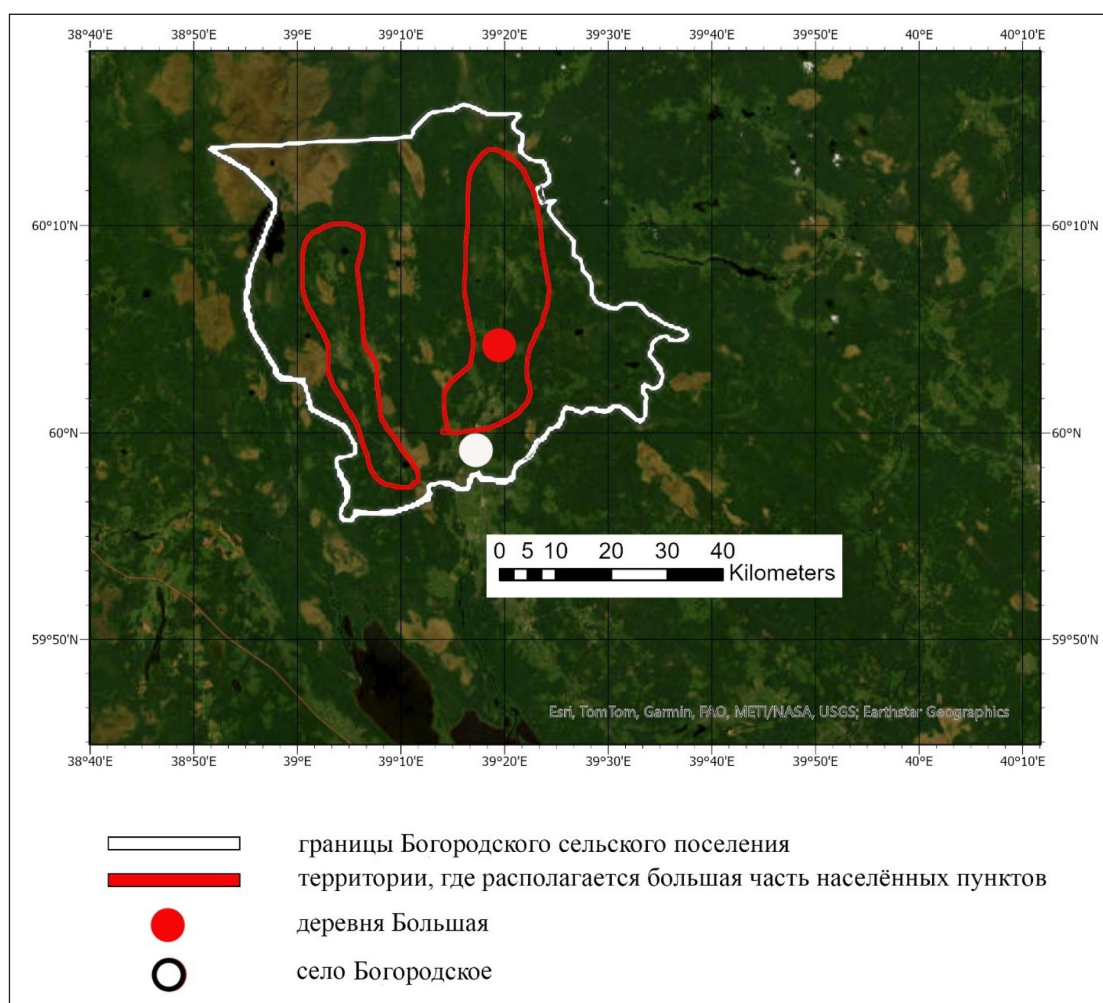 38°40'E 38°50'E 39°E 39°10'E 39°20'E 39°30'E 39°40'E 39°50'E 40°E 40°10'E
60°10'N 60°10'N
60°N 60°N
0 5 10 20 30 40
Kilometers
59°50'N 59°50'N
Esri, TomTom, Garmin, FAO, METI/NASA, USGS; Earthstar Geographics
38°40'E 38°50'E 39°E 39°10'E 39°20'E 39°30'E 39°40'E 39°50'E 40°E 40°10'E
границы Богородского сельского поселения
территории, где располагается большая часть населённых пунктов
деревня Большая
село Богородское